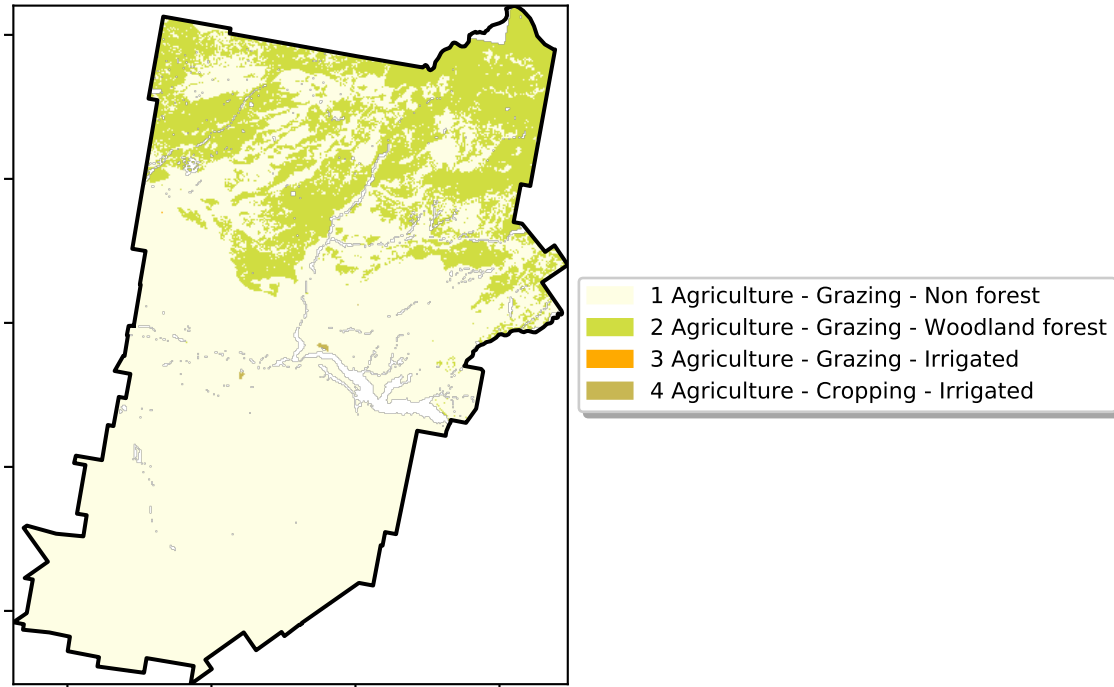 1 Agriculture - Grazing - Non forest
2 Agriculture - Grazing - Woodland forest
3 Agriculture - Grazing - Irrigated
4 Agriculture - Cropping - Irrigated